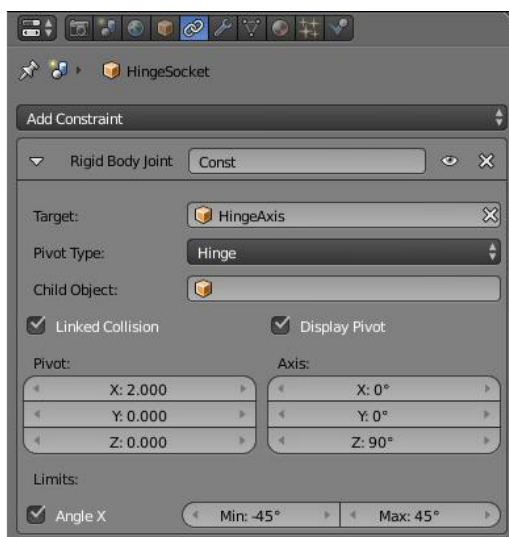 HingeSocket
Add Constraint
Rigid Body Joint Const
Target: HingeAxis
Pivot Type: Hinge
Child Object:
Linked Collision Display Pivot
Pivot: Axis:
X: 2.000 X: 0°
Y: 0.000 Y: 0°
Z: 0.000 Z: 90°
Limits:
Angle X Min: -45° Max: 45°